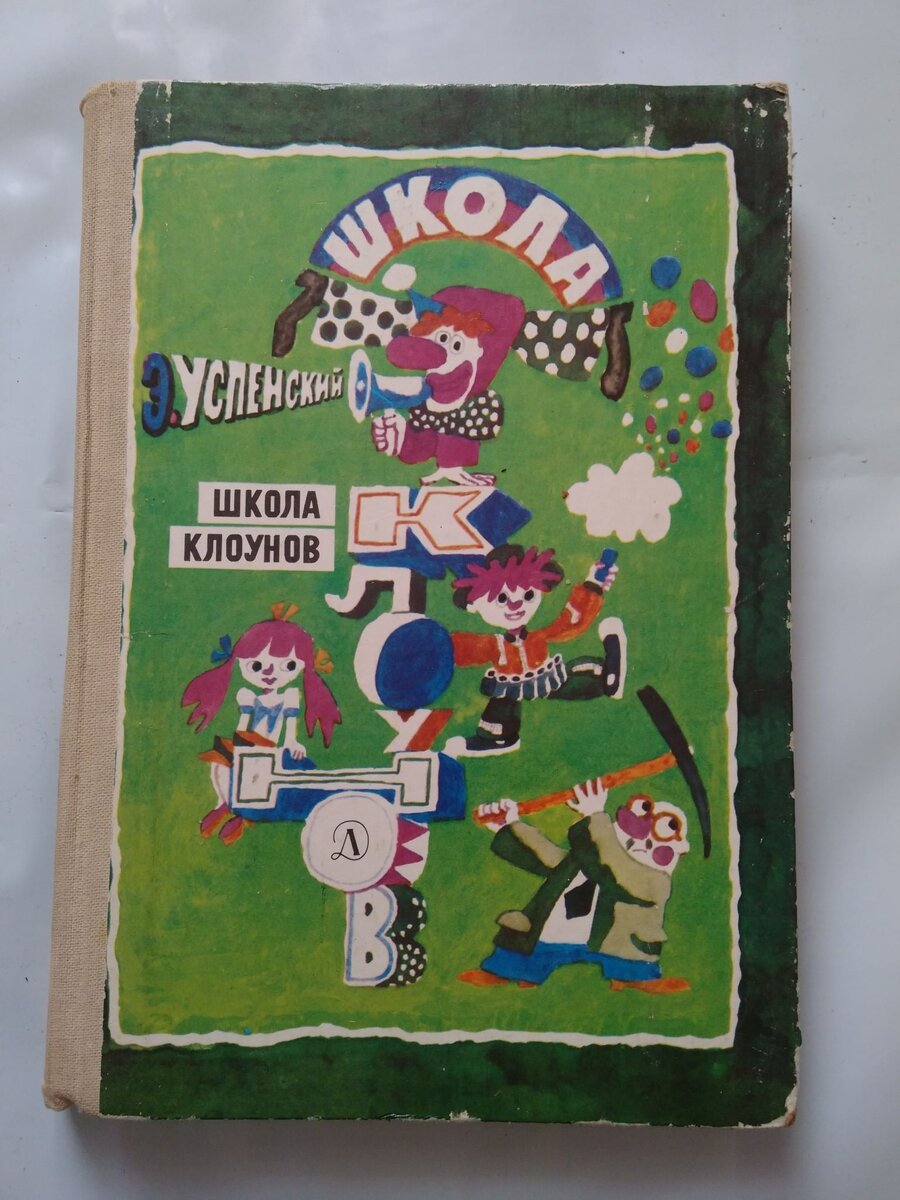 ШКОЛА
Э. УСПЕНСКИЙ
ШКОЛА
КЛОУНОВ
К
Л
О
У
Н
О
В
Д